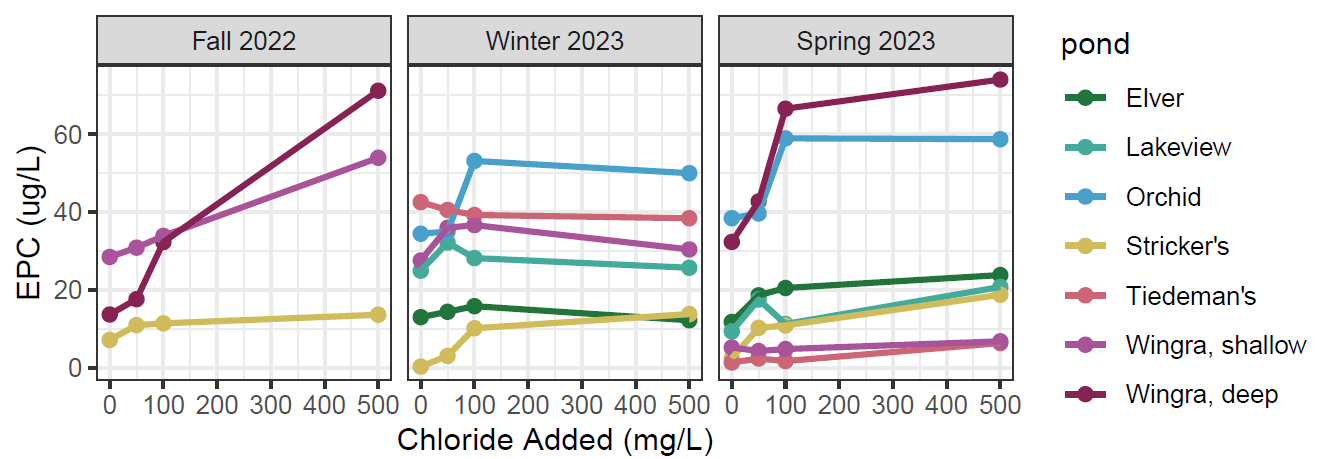 Fall 2022
Winter 2023
Spring 2023
EPC (ug/L)
60
40
20
0
0 100 200 300 400 500
0 100 200 300 400 500
0 100 200 300 400 500
Chloride Added (mg/L)
pond
Elver
Lakeview
Orchid
Stricker's
Tiedeman's
Wingra, shallow
Wingra, deep